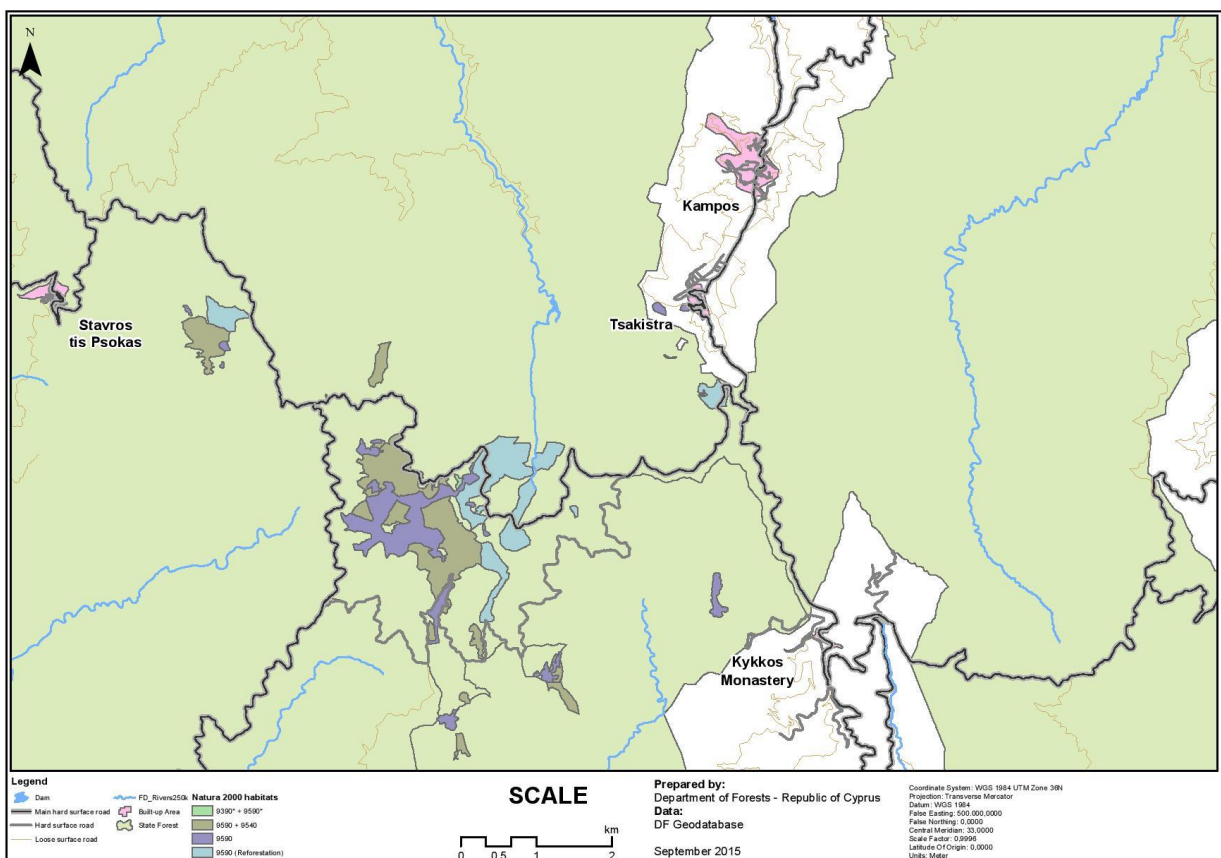 N
Kampos
Stavros
tis Psokas
Tsakistra
Kykkos
Monastery
Legend
Dam
Main hard surface road
Hard surface road
Loose surface road
FD_Rivers250k
Built-up Area
State Forest
Natura 2000 habitats
9390* + 9590*
9590 + 9540
9590
9590 (Reforestation)
SCALE
km
0 0.5 1 2
Prepared by:
Department of Forests - Republic of Cyprus
Data:
DF Geodatabase
September 2015
Coordinate System: WGS 1984 UTM Zone 36N
Projection: Transverse Mercator
Datum: WGS 1984
False Easting: 500.000,0000
False Northing: 0,0000
Central Meridian: 33,0000
Scale Factor: 0,9996
Latitude Of Origin: 0,0000
Units: Meter